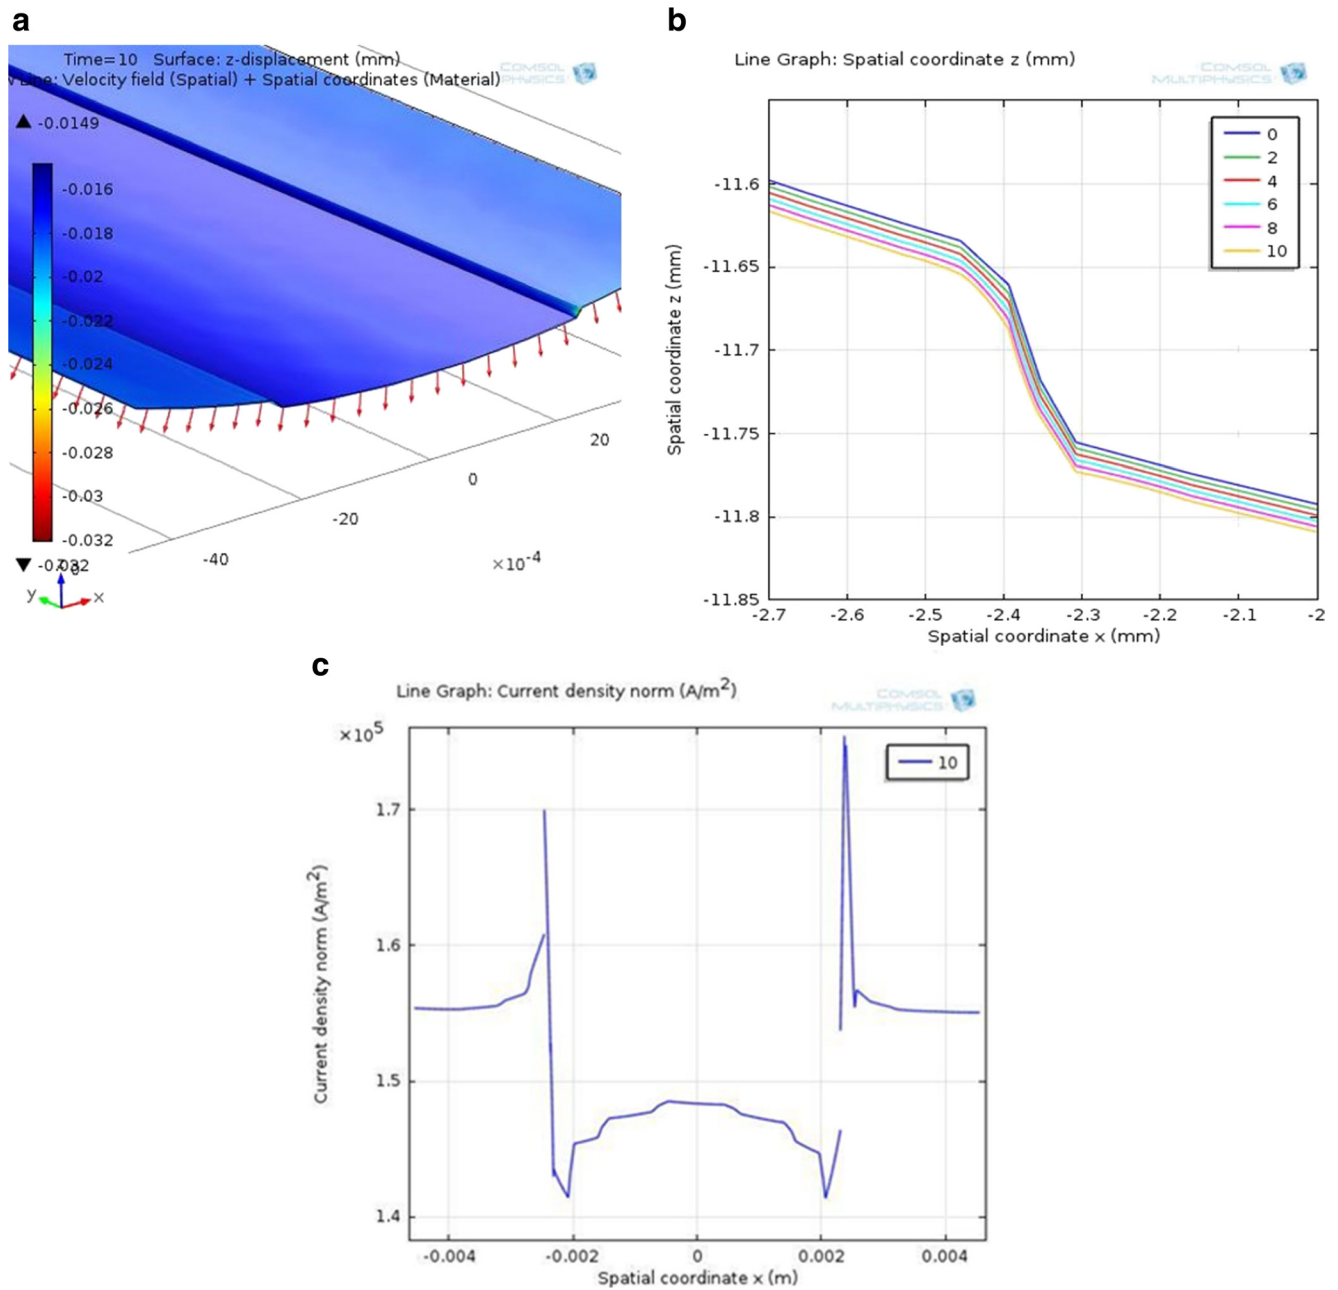 a
Time=10 Surface: z-displacement (mm)
Line: Velocity field (Spatial) + Spatial coordinates (Material)
COMSOL
MULTIPHYSICS
▲ -0.0149
-0.016
-0.018
-0.02
-0.022
-0.024
-0.026
-0.028
-0.03
-0.032
▼ -0.032
20
0
-20
-40
×10⁻⁴
z
y
x
b
Line Graph: Spatial coordinate z (mm)
COMSOL
MULTIPHYSICS
0
2
4
6
8
10
-11.6
-11.65
-11.7
-11.75
-11.8
-11.85
Spatial coordinate z (mm)
-2.7 -2.6 -2.5 -2.4 -2.3 -2.2 -2.1 -2
Spatial coordinate x (mm)
c
Line Graph: Current density norm (A/m²)
COMSOL
MULTIPHYSICS
×10⁵
10
1.7
1.6
1.5
1.4
Current density norm (A/m²)
-0.004 -0.002 0 0.002 0.004
Spatial coordinate x (m)